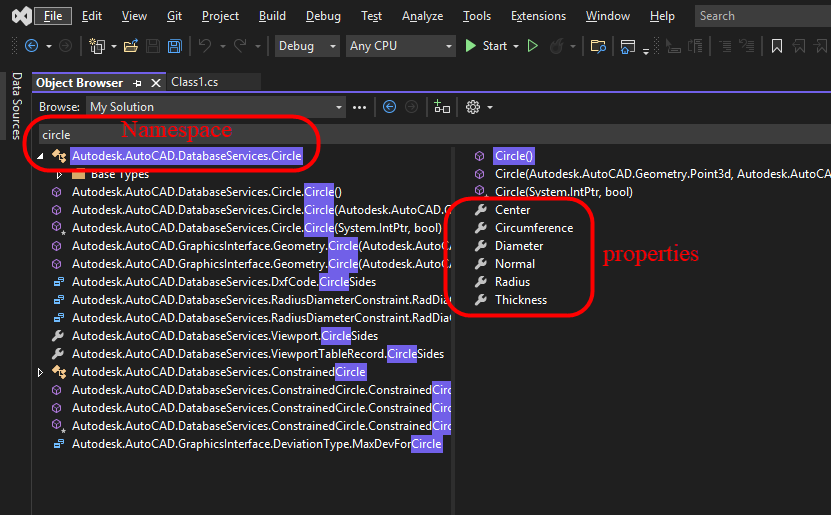 File Edit View Git Project Build Debug Test Analyze Tools Extensions Window Help Search
Debug Any CPU Start
Data Sources
Object Browser Class1.cs
Browse: My Solution
Namespace
circle
Autodesk.AutoCAD.DatabaseServices.Circle
Base Types
Autodesk.AutoCAD.DatabaseServices.Circle.Circle()
Autodesk.AutoCAD.DatabaseServices.Circle.Circle(Autodesk.AutoCAD.G
Autodesk.AutoCAD.DatabaseServices.Circle.Circle(System.IntPtr, bool)
Autodesk.AutoCAD.GraphicsInterface.Geometry.Circle(Autodesk.AutoCA
Autodesk.AutoCAD.GraphicsInterface.Geometry.Circle(Autodesk.AutoCA
Autodesk.AutoCAD.DatabaseServices.DxfCode.CircleSides
Autodesk.AutoCAD.DatabaseServices.RadiusDiameterConstraint.RadDia
Autodesk.AutoCAD.DatabaseServices.RadiusDiameterConstraint.RadDia
Autodesk.AutoCAD.DatabaseServices.Viewport.CircleSides
Autodesk.AutoCAD.DatabaseServices.ViewportTableRecord.CircleSides
Autodesk.AutoCAD.DatabaseServices.ConstrainedCircle
Autodesk.AutoCAD.DatabaseServices.ConstrainedCircle.ConstrainedCirc
Autodesk.AutoCAD.DatabaseServices.ConstrainedCircle.ConstrainedCirc
Autodesk.AutoCAD.DatabaseServices.ConstrainedCircle.ConstrainedCirc
Autodesk.AutoCAD.GraphicsInterface.DeviationType.MaxDevForCircle
Circle()
Circle(Autodesk.AutoCAD.Geometry.Point3d, Autodesk.AutoCAD
Circle(System.IntPtr, bool)
Center
Circumference
Diameter
Normal
Radius
Thickness
properties